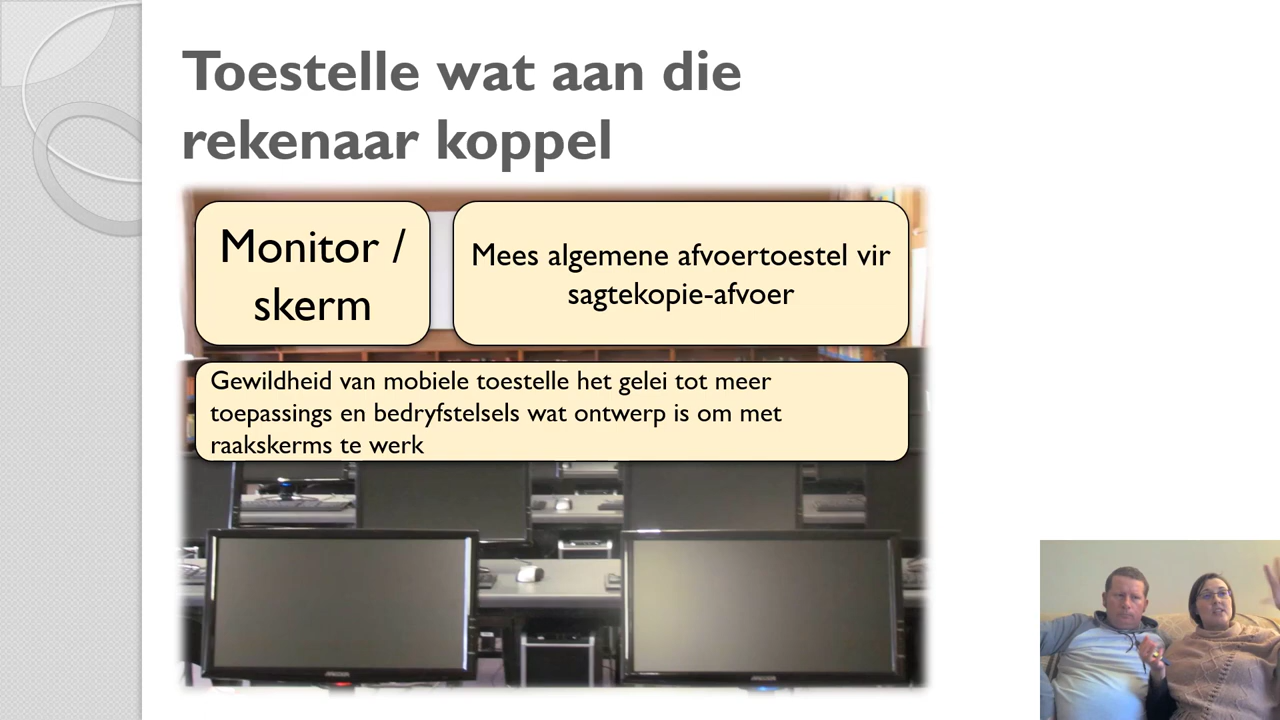 Toestelle wat aan die
rekenaar koppel
Monitor /
skerm
Mees algemene afvoertoestel vir
sagtekopie-afvoer
Gewildheid van mobiele toestelle het gelei tot meer
toepassings en bedryfstelsels wat ontwerp is om met
raakskerms te werk